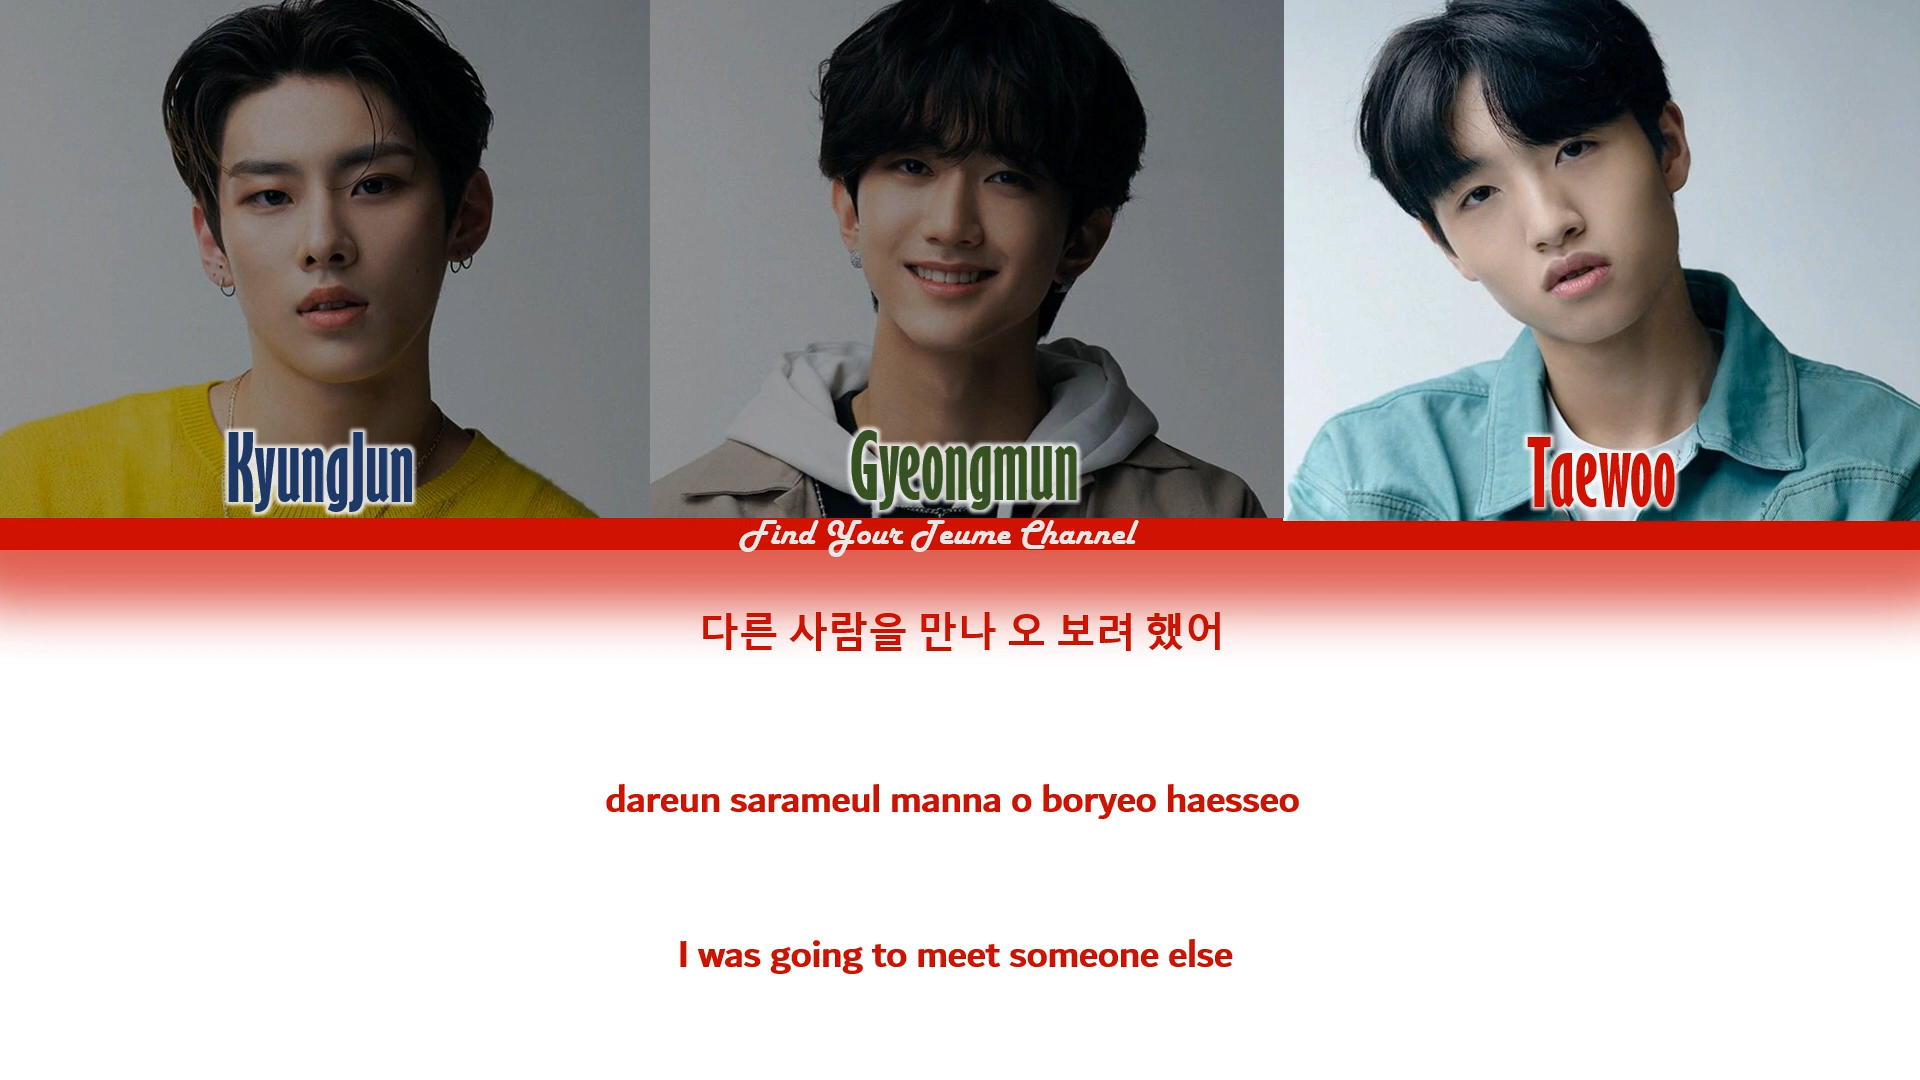 KyungJun
Gyeongmun
Taewoo
Find Your Teume Channel
다른 사람을 만나 오 보려 했어
dareun sarameul manna o boryeo haesseo
I was going to meet someone else